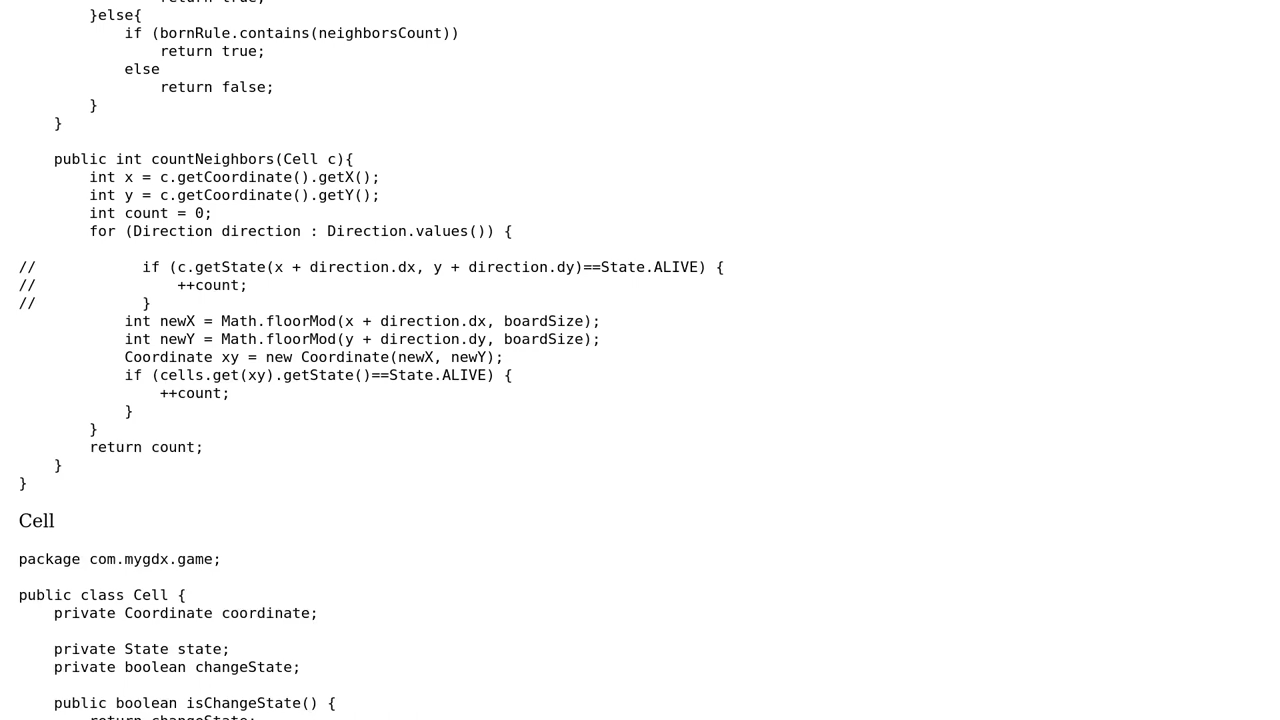 return true;
        }else{
            if (bornRule.contains(neighborsCount))
                return true;
            else
                return false;
        }
    }

    public int countNeighbors(Cell c){
        int x = c.getCoordinate().getX();
        int y = c.getCoordinate().getY();
        int count = 0;
        for (Direction direction : Direction.values()) {

//            if (c.getState(x + direction.dx, y + direction.dy)==State.ALIVE) {
//                ++count;
//            }
            int newX = Math.floorMod(x + direction.dx, boardSize);
            int newY = Math.floorMod(y + direction.dy, boardSize);
            Coordinate xy = new Coordinate(newX, newY);
            if (cells.get(xy).getState()==State.ALIVE) {
                ++count;
            }
        }
        return count;
    }
}
Cell
package com.mygdx.game;

public class Cell {
    private Coordinate coordinate;

    private State state;
    private boolean changeState;

    public boolean isChangeState() {
        return changeState;